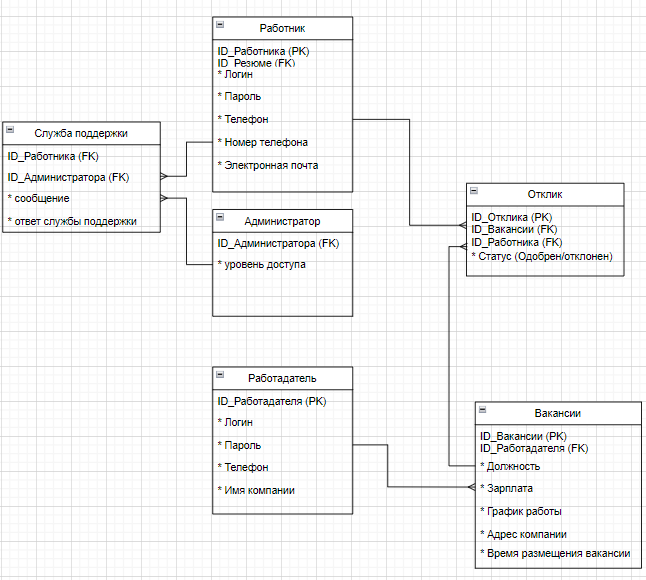 Работник
ID_Работника (PK)
ID_Резюме (FK)
* Логин
* Пароль
* Телефон
* Номер телефона
* Электронная почта
Служба поддержки
ID_Работника (FK)
ID_Администратора (FK)
* сообщение
* ответ службы поддержки
Администратор
ID_Администратора (FK)
* уровень доступа
Отклик
ID_Отклика (PK)
ID_Вакансии (FK)
ID_Работника (FK)
* Статус (Одобрен/отклонен)
Работадатель
ID_Работадателя (PK)
* Логин
* Пароль
* Телефон
* Имя компании
Вакансии
ID_Вакансии (PK)
ID_Работадателя (FK)
* Должность
* Зарплата
* График работы
* Адрес компании
* Время размещения вакансии